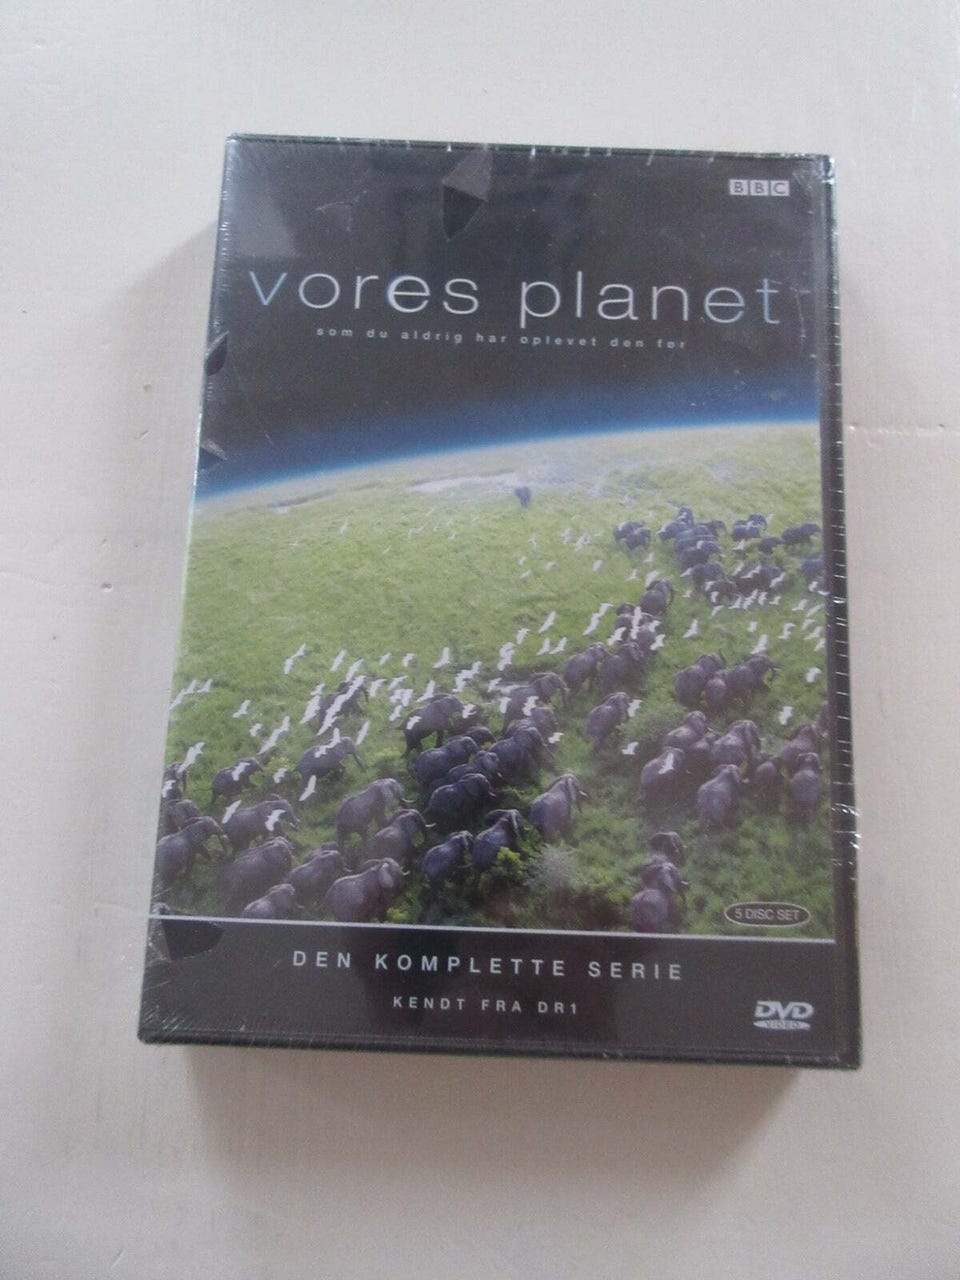 BBC
vores planet
som du aldrig har oplevet den før
5 DISC SET
DEN KOMPLETTE SERIE
KENDT FRA DR1
DVD
VIDEO